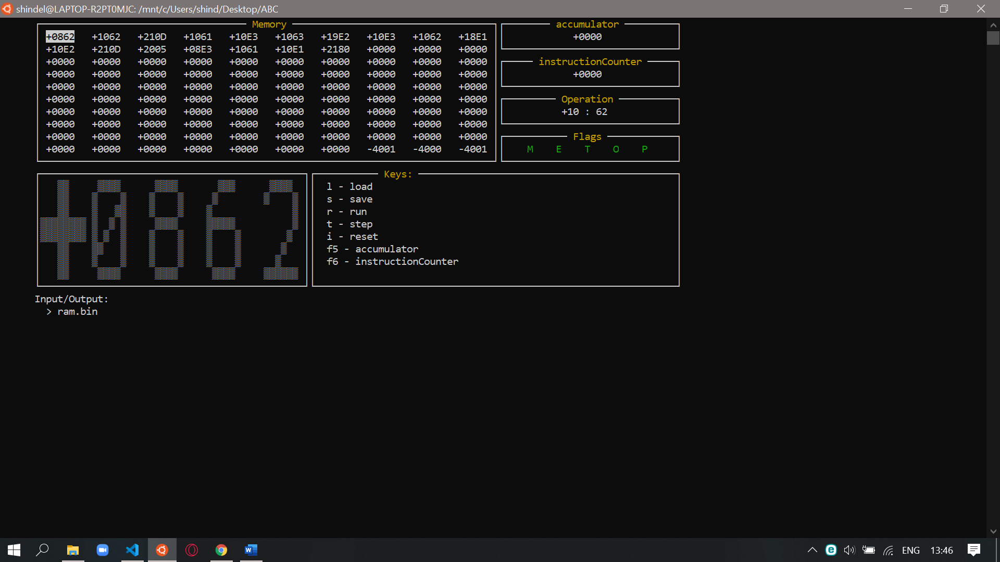 shindel@LAPTOP-R2PT0MJC: /mnt/c/Users/shind/Desktop/ABC
Memory
+0862 +1062 +210D +1061 +10E3 +1063 +19E2 +10E3 +1062 +18E1
+10E2 +210D +2005 +08E3 +1061 +10E1 +2180 +0000 +0000 +0000
+0000 +0000 +0000 +0000 +0000 +0000 +0000 +0000 +0000 +0000
+0000 +0000 +0000 +0000 +0000 +0000 +0000 +0000 +0000 +0000
+0000 +0000 +0000 +0000 +0000 +0000 +0000 +0000 +0000 +0000
+0000 +0000 +0000 +0000 +0000 +0000 +0000 +0000 +0000 +0000
+0000 +0000 +0000 +0000 +0000 +0000 +0000 +0000 +0000 +0000
+0000 +0000 +0000 +0000 +0000 +0000 +0000 +0000 +0000 +0000
+0000 +0000 +0000 +0000 +0000 +0000 +0000 +0000 +0000 +0000
+0000 +0000 +0000 +0000 +0000 +0000 +0000 -4001 -4000 -4001
accumulator
+0000
instructionCounter
+0000
Operation
+10 : 62
Flags
M E T O P
+0862
Keys:
l - load
s - save
r - run
t - step
i - reset
f5 - accumulator
f6 - instructionCounter
Input/Output:
> ram.bin
ENG 13:46